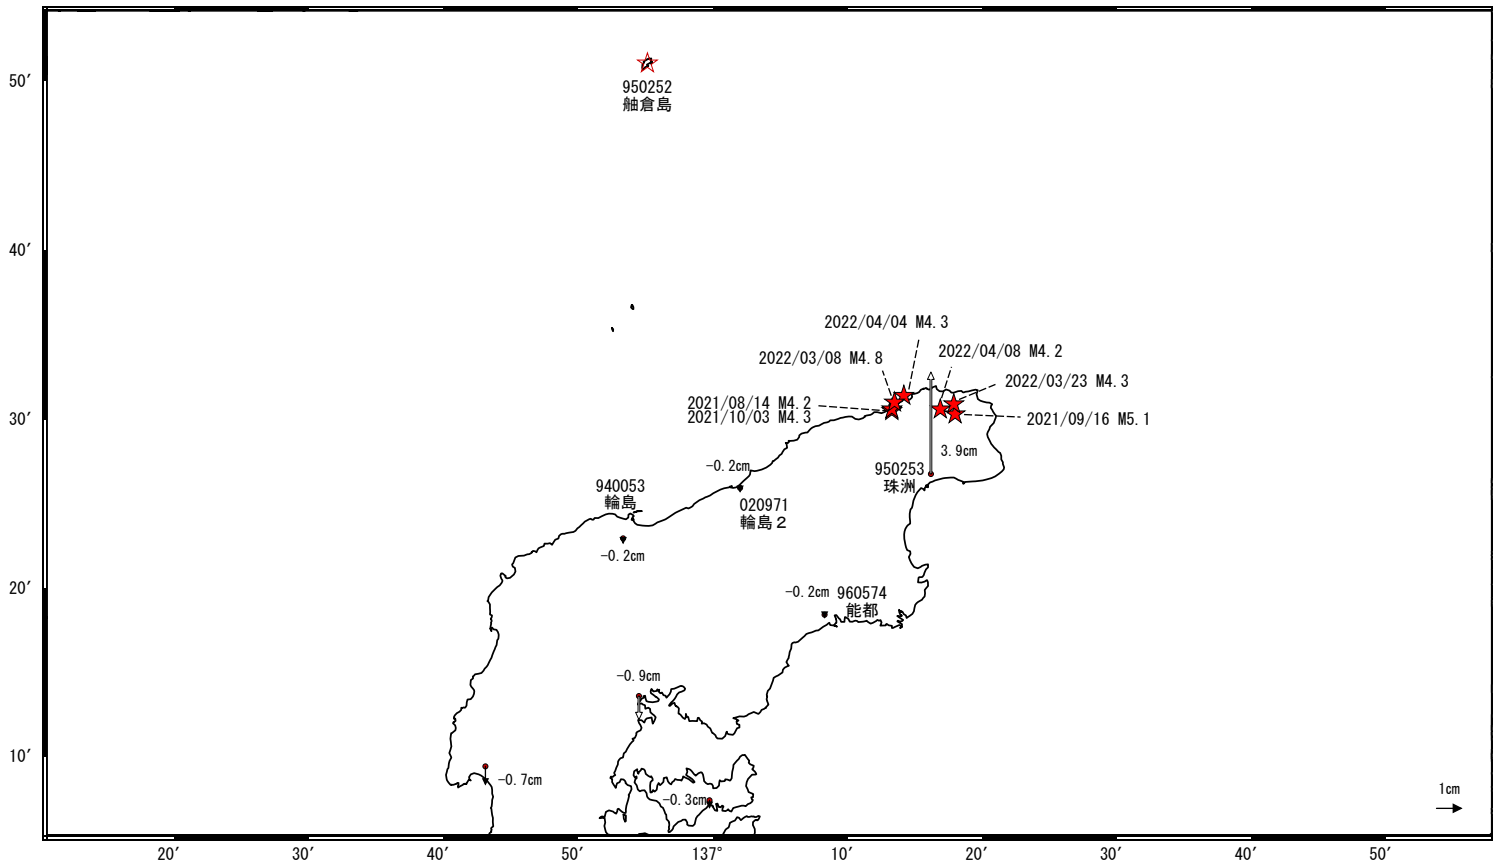 50′
950252
舳倉島
40′
2022/04/04 M4.3
2022/03/08 M4.8
2022/04/08 M4.2
2022/03/23 M4.3
2021/08/14 M4.2
2021/10/03 M4.3
2021/09/16 M5.1
30′
3.9cm
950253
珠洲
-0.2cm
940053
輪島
020971
輪島２
-0.2cm
20′
-0.2cm
960574
能都
-0.9cm
10′
-0.7cm
-0.3cm
1cm
20′
30′
40′
50′
137°
10′
20′
30′
40′
50′